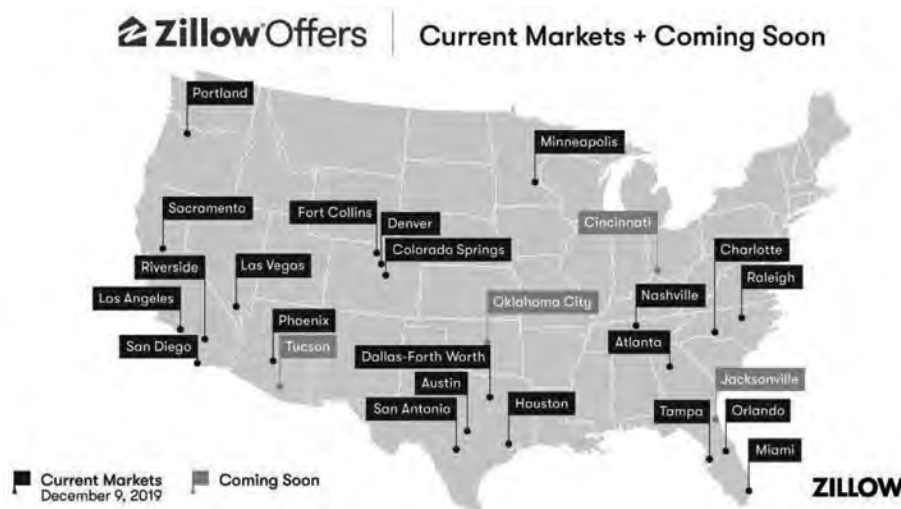 Zillow Offers | Current Markets + Coming Soon
Portland
Minneapolis
Sacramento
Fort Collins
Denver
Cincinnati
Colorado Springs
Charlotte
Riverside
Las Vegas
Raleigh
Los Angeles
Oklahoma City
Nashville
Phoenix
San Diego
Tucson
Dallas-Forth Worth
Atlanta
Austin
Jacksonville
San Antonia
Houston
Tampa
Orlando
Miami
Current Markets
December 9, 2019
Coming Soon
ZILLOW